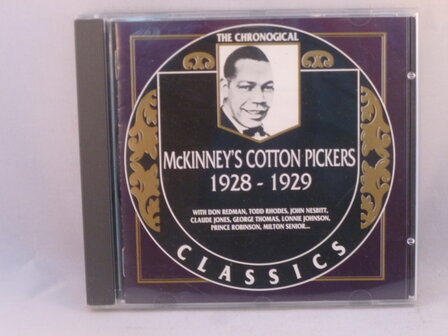 THE CHRONOGICAL
McKINNEY'S COTTON PICKERS
1928 - 1929
WITH DON REDMAN, TODD RHODES, JOHN NESBITT,
CLAUDE JONES, GEORGE THOMAS, LONNIE JOHNSON,
PRINCE ROBINSON, MILTON SENIOR...
CLASSICS